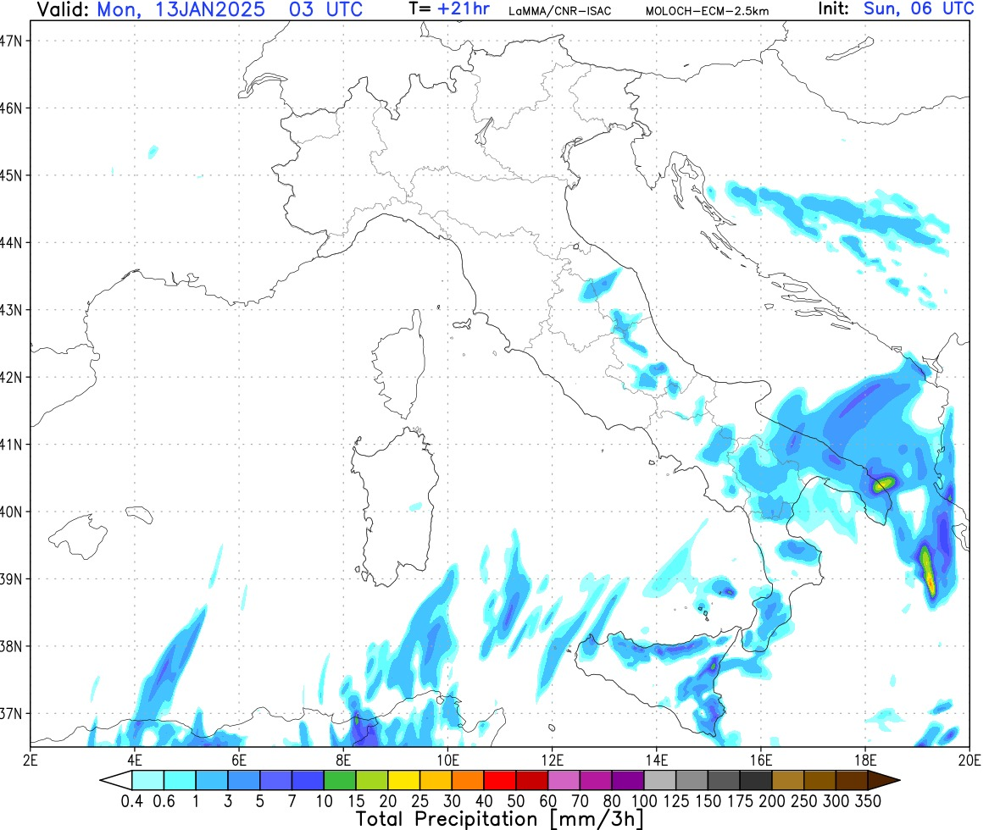 Valid: Mon, 13JAN2025 03 UTC T= +21hr LaMMA/CNR-ISAC MOLOCH-ECM-2.5km Init: Sun, 06 UTC
47N
46N
45N
44N
43N
42N
41N
40N
39N
38N
37N
2E 4E 6E 8E 10E 12E 14E 16E 18E 20E
0.4 0.6 1 3 5 7 10 15 20 25 30 40 50 60 70 80 100 125 150 175 200 250 300 350
Total Precipitation [mm/3h]